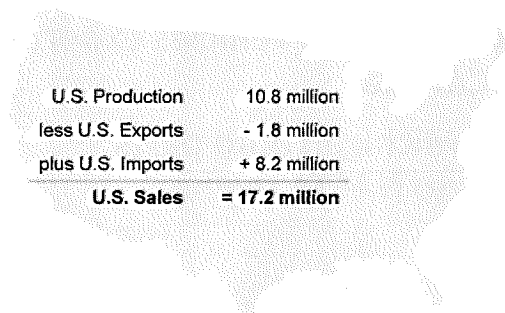 U.S. Production 10.8 million
less U.S. Exports - 1.8 million
plus U.S. Imports + 8.2 million
U.S. Sales = 17.2 million